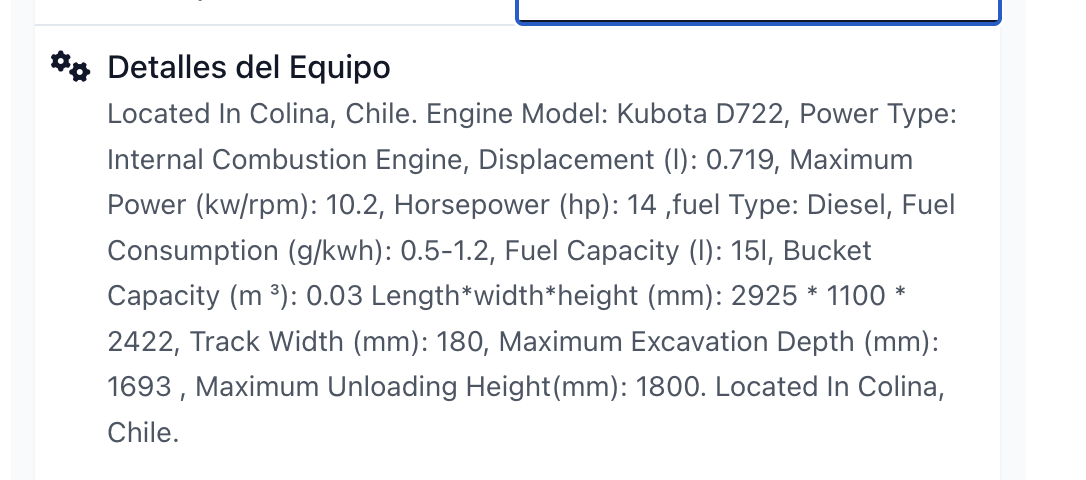 Detalles del Equipo
Located In Colina, Chile. Engine Model: Kubota D722, Power Type:
Internal Combustion Engine, Displacement (l): 0.719, Maximum
Power (kw/rpm): 10.2, Horsepower (hp): 14 ,fuel Type: Diesel, Fuel
Consumption (g/kwh): 0.5-1.2, Fuel Capacity (l): 15l, Bucket
Capacity (m ³): 0.03 Length*width*height (mm): 2925 * 1100 *
2422, Track Width (mm): 180, Maximum Excavation Depth (mm):
1693 , Maximum Unloading Height(mm): 1800. Located In Colina,
Chile.